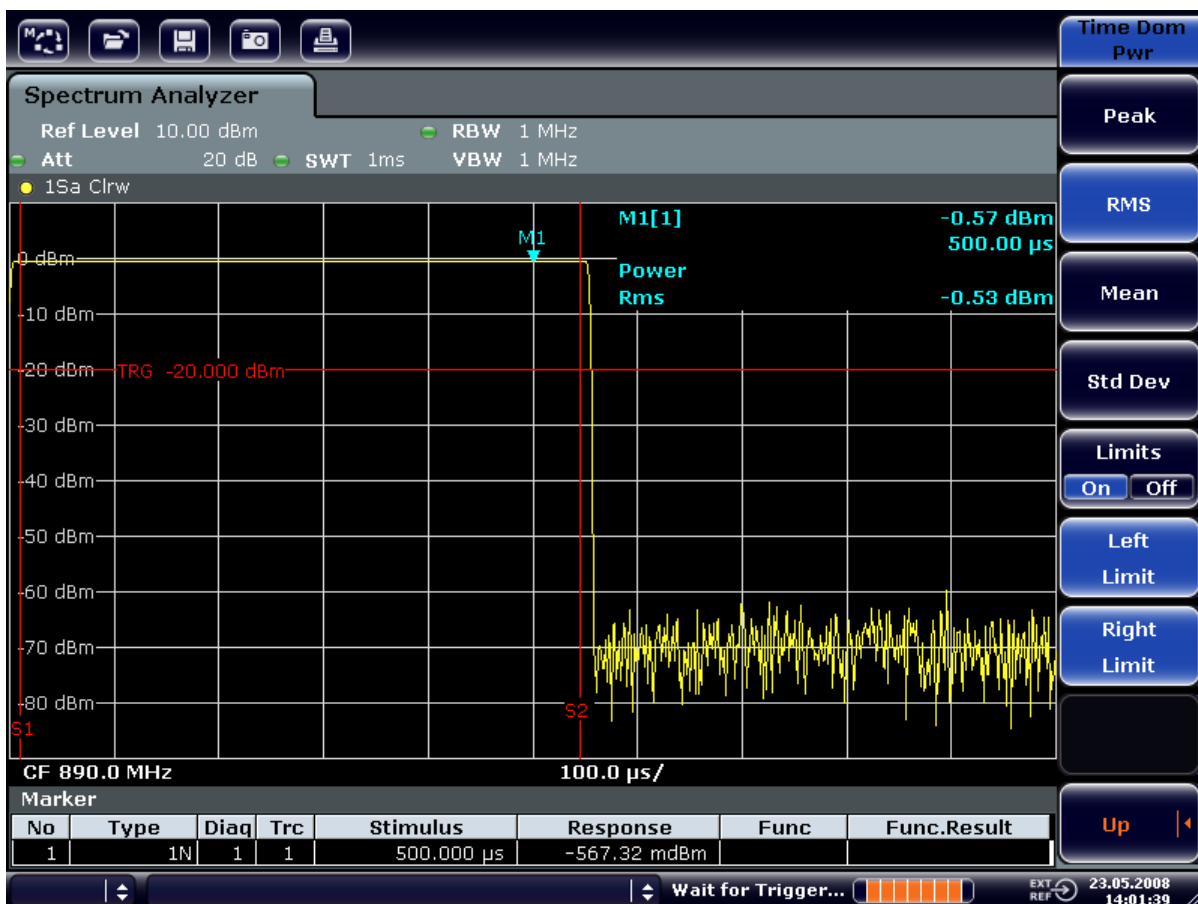 Time Dom
Pwr
Spectrum Analyzer
Ref Level 10.00 dBm RBW 1 MHz
Att 20 dB SWT 1ms VBW 1 MHz
1Sa Clrw
M1[1] -0.57 dBm
500.00 µs
M1
Power
Rms -0.53 dBm
0 dBm
-10 dBm
-20 dBm
TRG -20.000 dBm
-30 dBm
-40 dBm
-50 dBm
-60 dBm
-70 dBm
-80 dBm
S1
S2
CF 890.0 MHz 100.0 µs/
Marker
No Type Diaq Trc Stimulus Response Func Func.Result
1 1N 1 1 500.000 µs -567.32 mdBm
Peak
RMS
Mean
Std Dev
Limits
On Off
Left
Limit
Right
Limit
Up
M
Wait for Trigger...
EXT
REF
23.05.2008
14:01:39